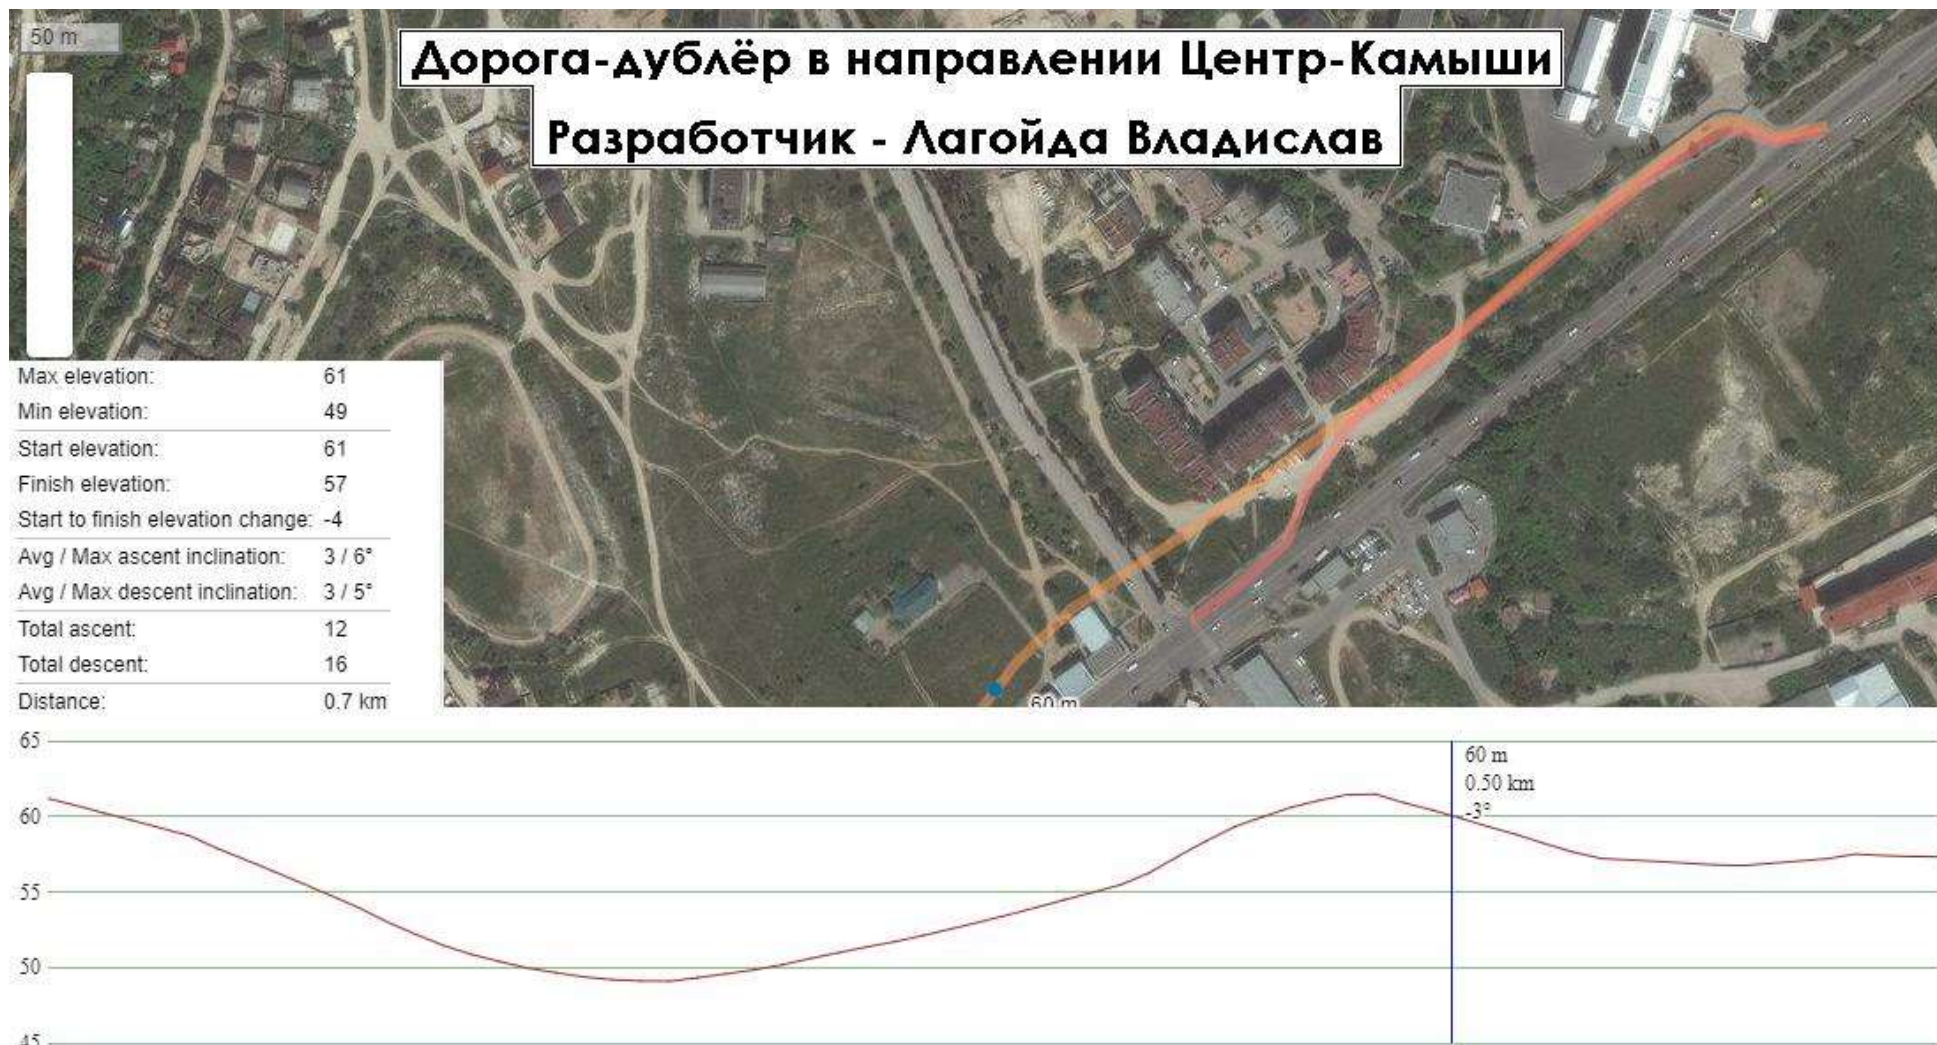 50 m
Дорога-дублёр в направлении Центр-Камыши
Разработчик - Лагойда Владислав
Max elevation: 61
Min elevation: 49
Start elevation: 61
Finish elevation: 57
Start to finish elevation change: -4
Avg / Max ascent inclination: 3 / 6°
Avg / Max descent inclination: 3 / 5°
Total ascent: 12
Total descent: 16
Distance: 0.7 km
60 m
65
60 m
0.50 km
-3°
60
55
50
45